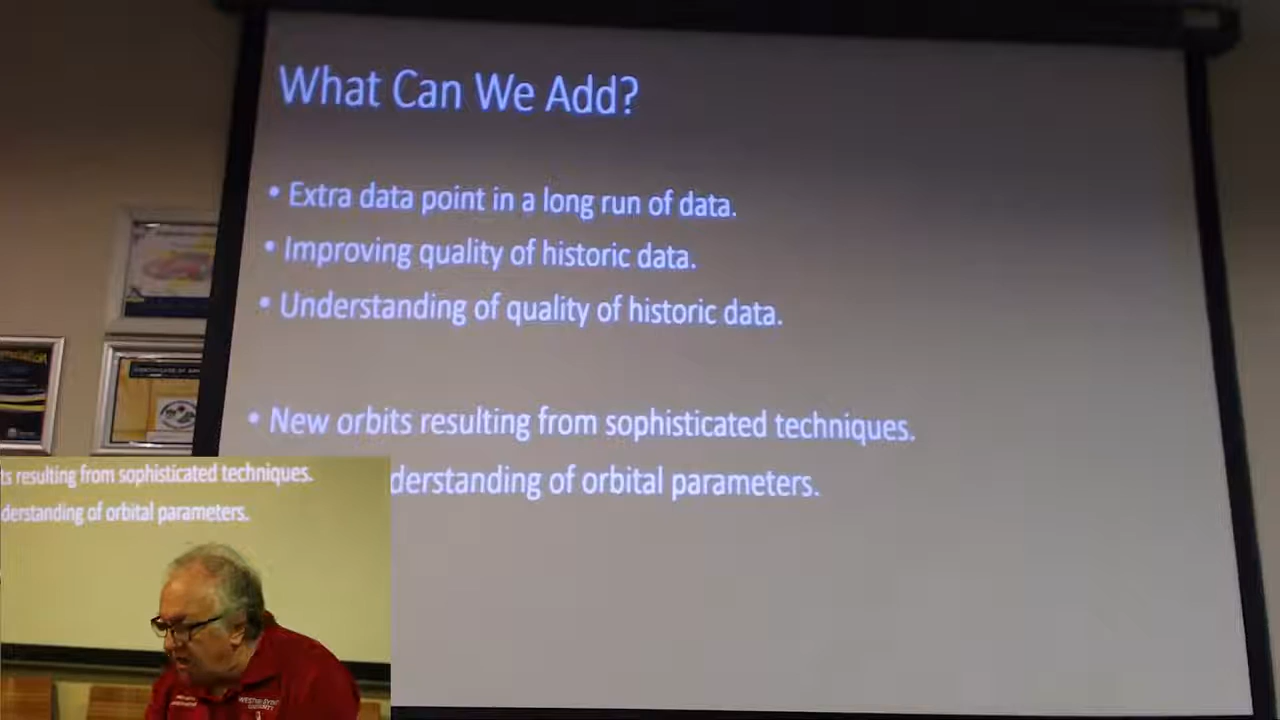 What Can We Add?
• Extra data point in a long run of data.
• Improving quality of historic data.
• Understanding of quality of historic data.
• New orbits resulting from sophisticated techniques.
derstanding of orbital parameters.
ts resulting from sophisticated techniques.
derstanding of orbital parameters.